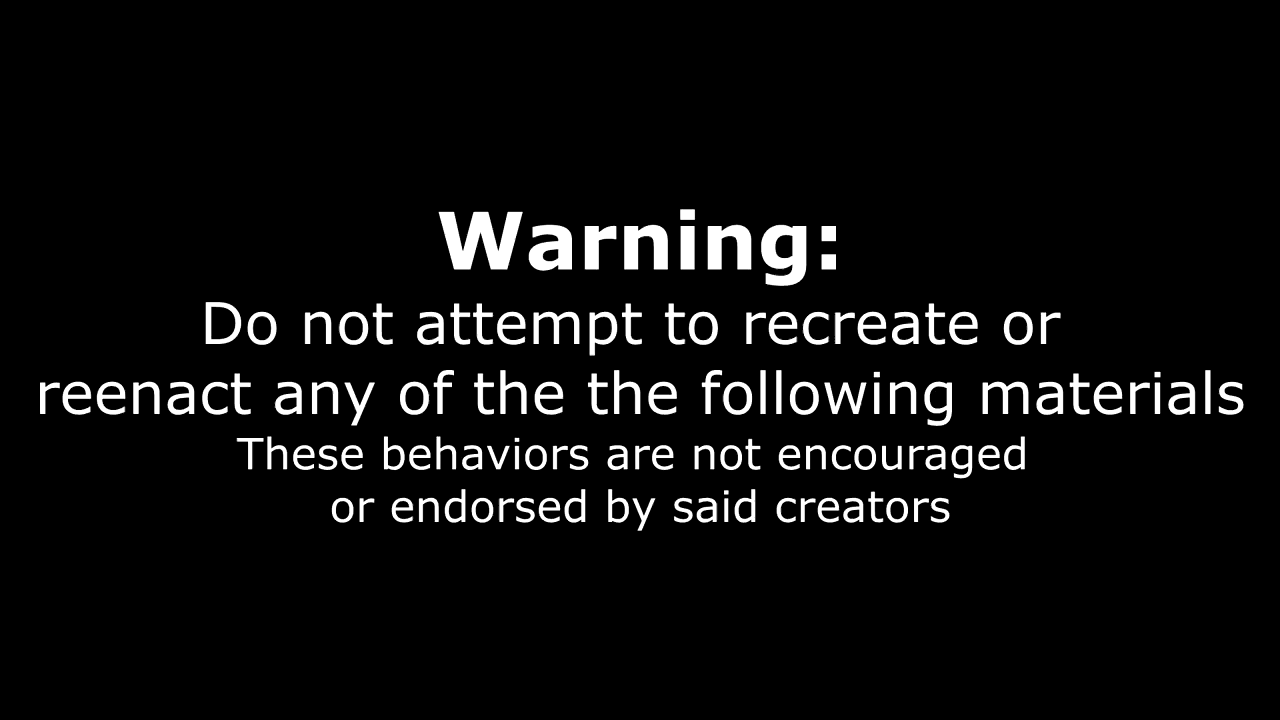 Warning:
Do not attempt to recreate or
reenact any of the the following materials
These behaviors are not encouraged
or endorsed by said creators